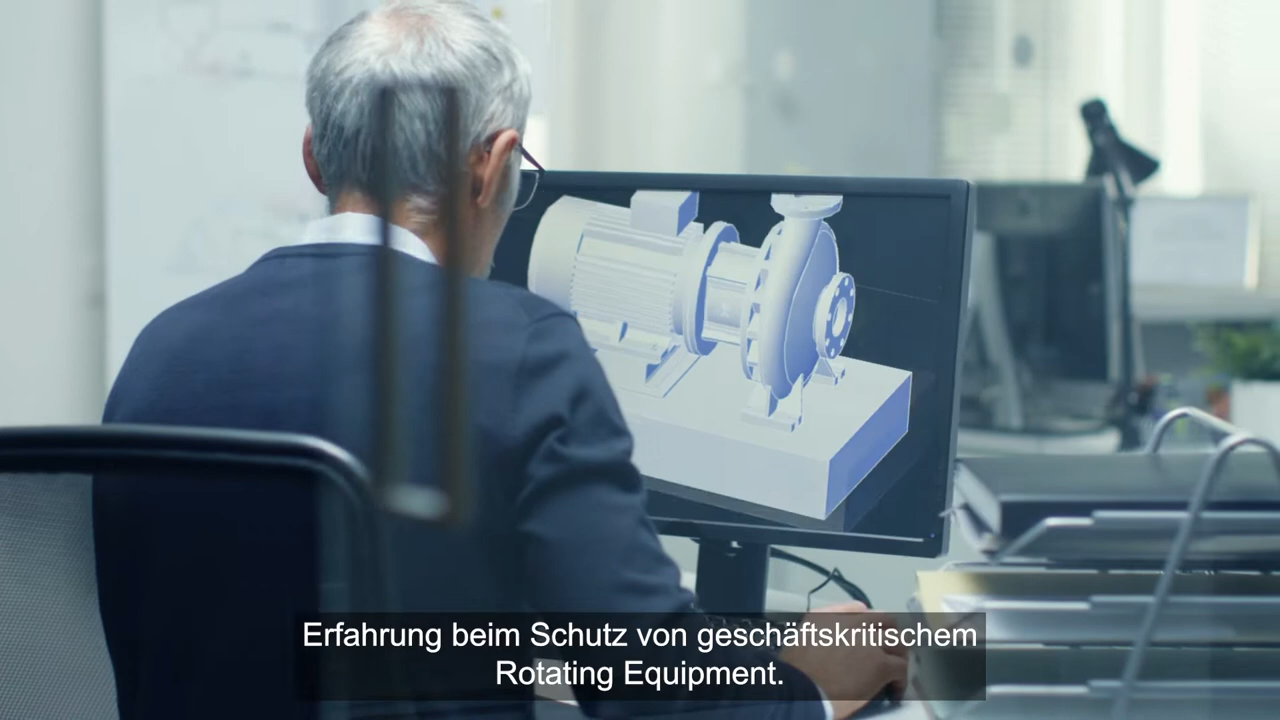 Erfahrung beim Schutz von geschäftskritischem
Rotating Equipment.